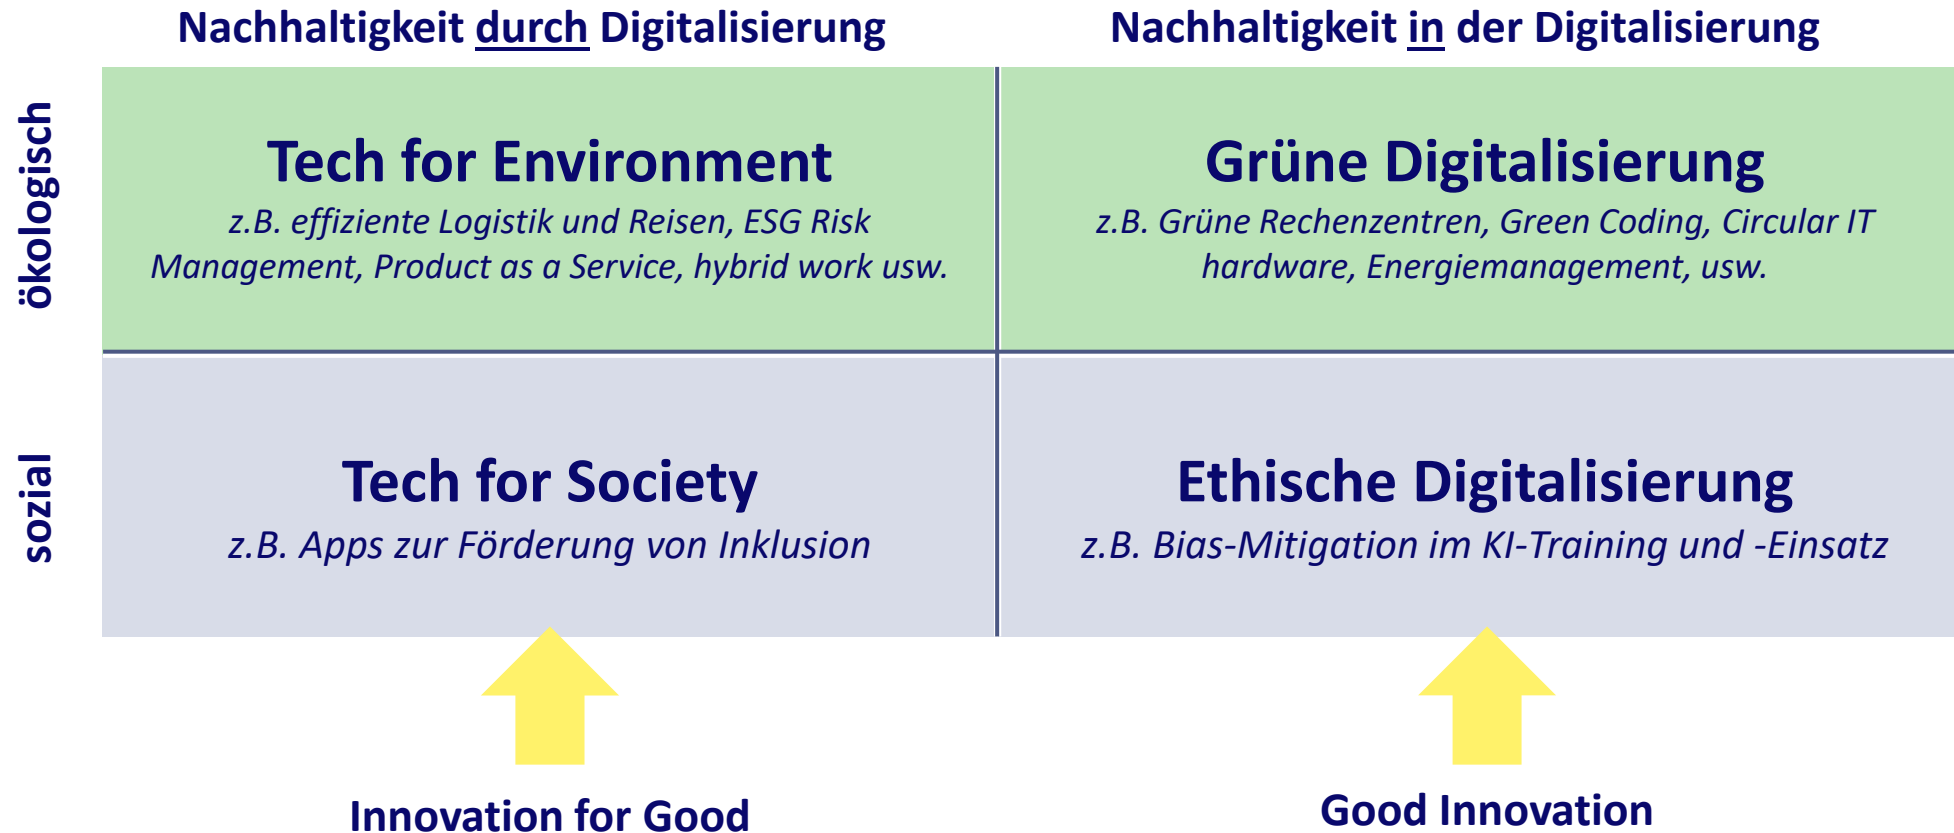 Nachhaltigkeit durch Digitalisierung
Nachhaltigkeit in der Digitalisierung
ökologisch
Tech for Environment
z.B. effiziente Logistik und Reisen, ESG Risk
Management, Product as a Service, hybrid work usw.
Grüne Digitalisierung
z.B. Grüne Rechenzentren, Green Coding, Circular IT
hardware, Energiemanagement, usw.
sozial
Tech for Society
z.B. Apps zur Förderung von Inklusion
Ethische Digitalisierung
z.B. Bias-Mitigation im KI-Training und -Einsatz
Innovation for Good
Good Innovation